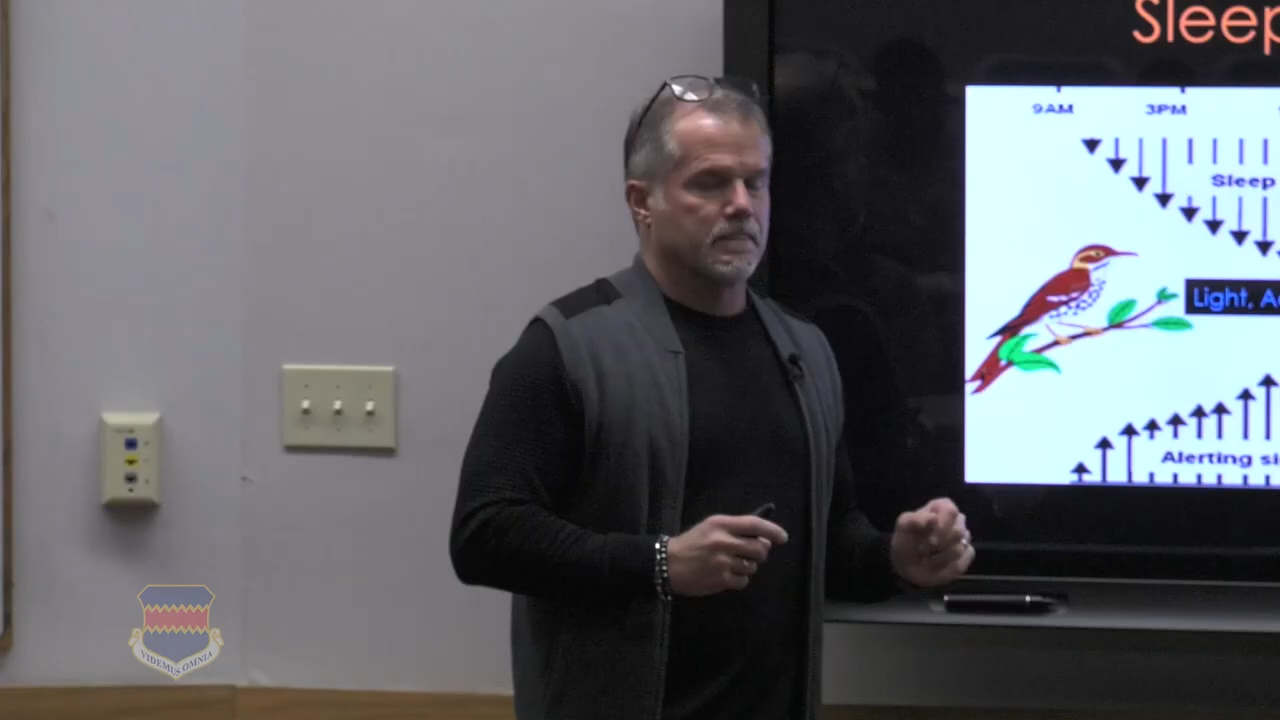 Sleep
9AM 3PM
Sleep
Light, A
Alerting si
VIDEMUS OMNIA